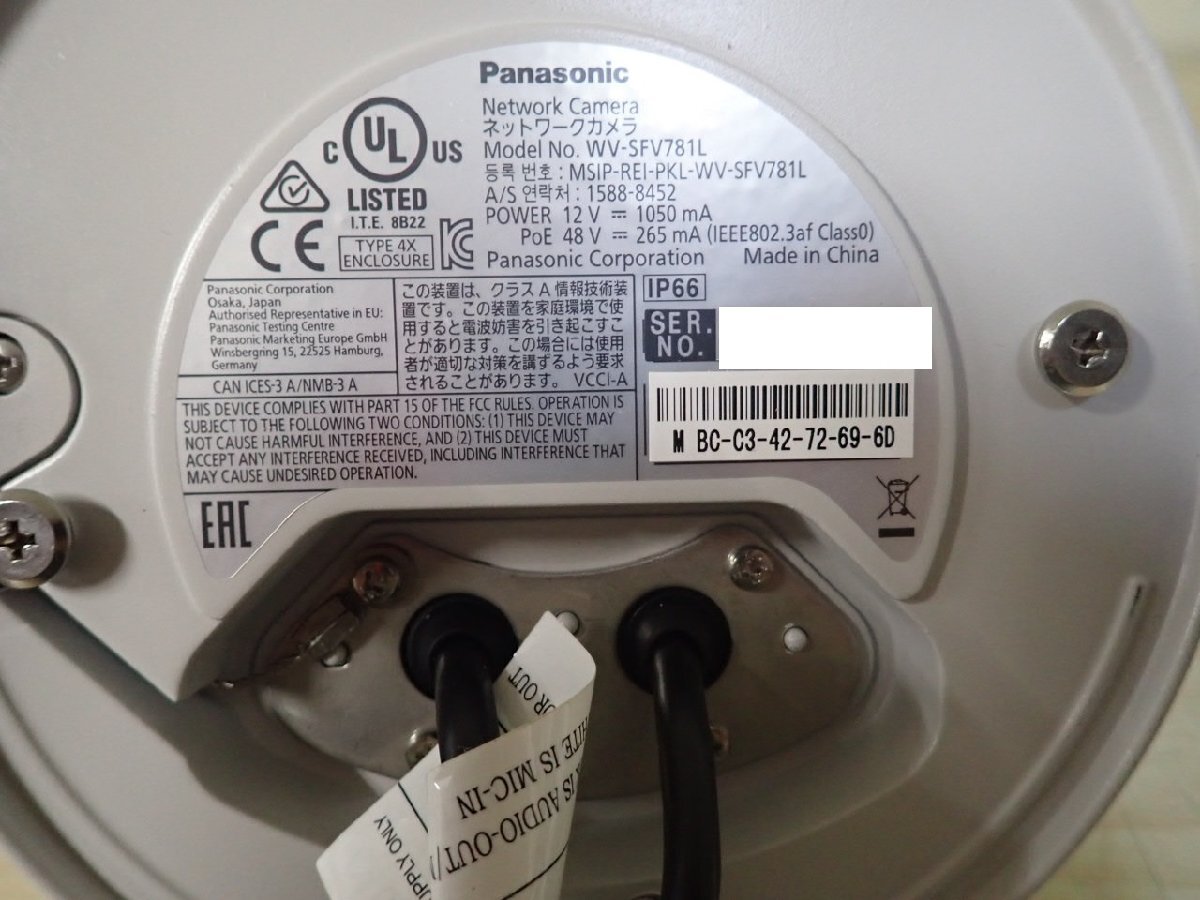 Panasonic
Network Camera
ネットワークカメラ
Model No. WV-SFV781L
등록 번호 : MSIP-REI-PKL-WV-SFV781L
A/S 연락처 : 1588-8452
POWER 12 V ⎓ 1050 mA
PoE 48 V ⎓ 265 mA (IEEE802.3af Class0)
Panasonic Corporation Made in China
C UL US
LISTED
I.T.E. 8B22
CE
TYPE 4X
ENCLOSURE
Panasonic Corporation
Osaka, Japan
Authorised Representative in EU:
Panasonic Testing Centre
Panasonic Marketing Europe GmbH
Winsbergring 15, 22525 Hamburg,
Germany
CAN ICES-3 A/NMB-3 A
この装置は、クラスA情報技術装
置です。この装置を家庭環境で使
用すると電波妨害を引き起こすこ
とがあります。この場合には使用
者が適切な対策を講ずるよう要求
されることがあります。 VCCI-A
IP66
SER.
NO.
M BC-C3-42-72-69-6D
THIS DEVICE COMPLIES WITH PART 15 OF THE FCC RULES. OPERATION IS
SUBJECT TO THE FOLLOWING TWO CONDITIONS: (1) THIS DEVICE MAY
NOT CAUSE HARMFUL INTERFERENCE, AND (2) THIS DEVICE MUST
ACCEPT ANY INTERFERENCE RECEIVED, INCLUDING INTERFERENCE THAT
MAY CAUSE UNDESIRED OPERATION.
EAC
OUT
IS MIC-IN
IS AUDIO-OUT/
ONLY